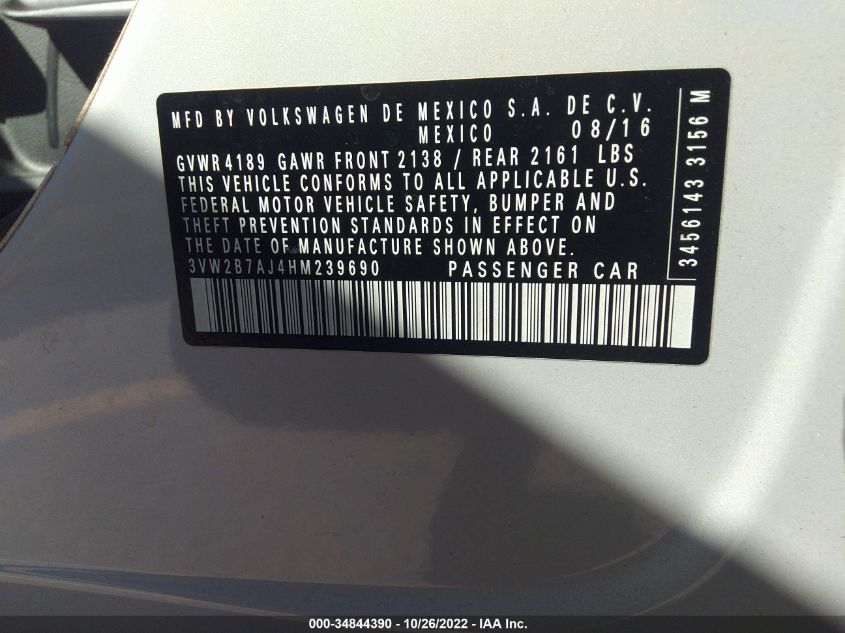 MFD BY VOLKSWAGEN DE MEXICO S.A. DE C.V.
MEXICO 08/16
GVWR 4189 GAWR FRONT 2138 / REAR 2161 LBS
THIS VEHICLE CONFORMS TO ALL APPLICABLE U.S.
FEDERAL MOTOR VEHICLE SAFETY, BUMPER AND
THEFT PREVENTION STANDARDS IN EFFECT ON
THE DATE OF MANUFACTURE SHOWN ABOVE.
3VW2B7AJ4HM239690 PASSENGER CAR
3456143 3156 M
000-34844390 - 10/26/2022 - IAA Inc.